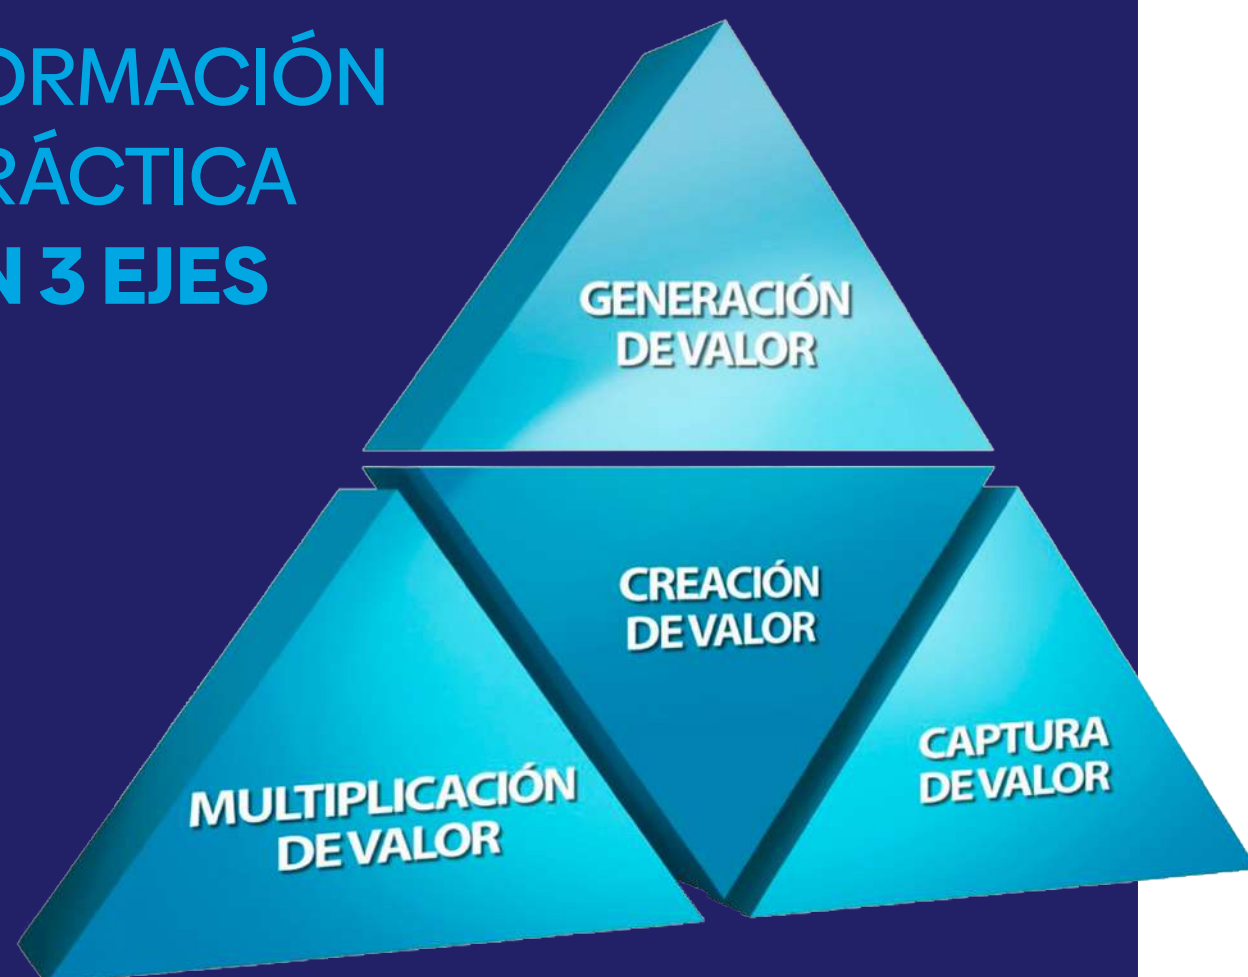 ORMACIÓN
RÁCTICA
N 3 EJES
GENERACIÓN
DE VALOR
CREACIÓN
DE VALOR
CAPTURA
DE VALOR
MULTIPLICACIÓN
DE VALOR